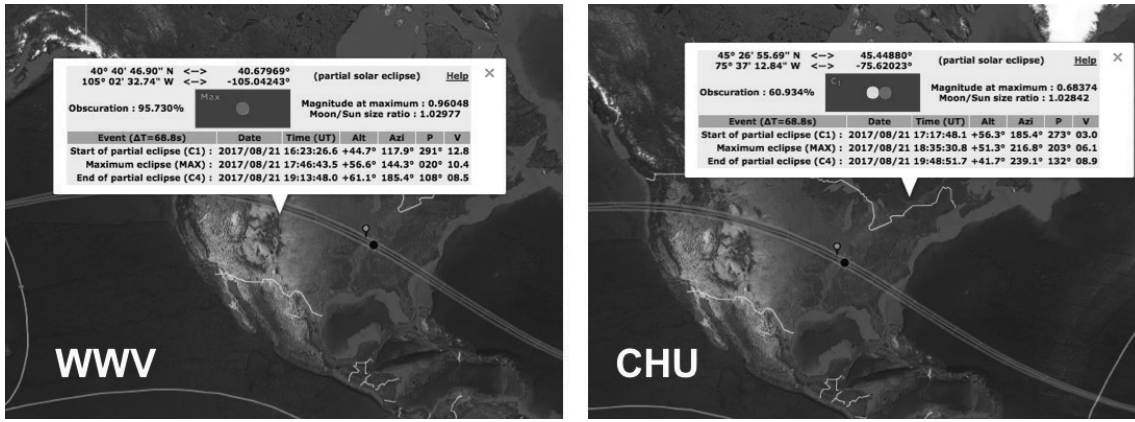 40° 40' 46.90" N <--> 40.67969°
105° 02' 32.74" W <--> -105.04243°
(partial solar eclipse)
Help
×
Obscuration : 95.730%
Max
Magnitude at maximum : 0.96048
Moon/Sun size ratio : 1.02977
Event (ΔT=68.8s) Date Time (UT) Alt Azi P V
Start of partial eclipse (C1) : 2017/08/21 16:23:26.6 +44.7° 117.9° 291° 12.8
Maximum eclipse (MAX) : 2017/08/21 17:46:43.5 +56.6° 144.3° 020° 10.4
End of partial eclipse (C4) : 2017/08/21 19:13:48.0 +61.1° 185.4° 108° 08.5
WWV
45° 26' 55.69" N <--> 45.44880°
75° 37' 12.84" W <--> -75.62023°
(partial solar eclipse)
Help
×
Obscuration : 60.934%
C1
Magnitude at maximum : 0.68374
Moon/Sun size ratio : 1.02842
Event (ΔT=68.8s) Date Time (UT) Alt Azi P V
Start of partial eclipse (C1) : 2017/08/21 17:17:48.1 +56.3° 185.4° 273° 03.0
Maximum eclipse (MAX) : 2017/08/21 18:35:30.8 +51.3° 216.8° 203° 06.1
End of partial eclipse (C4) : 2017/08/21 19:48:51.7 +41.7° 239.1° 132° 08.9
CHU